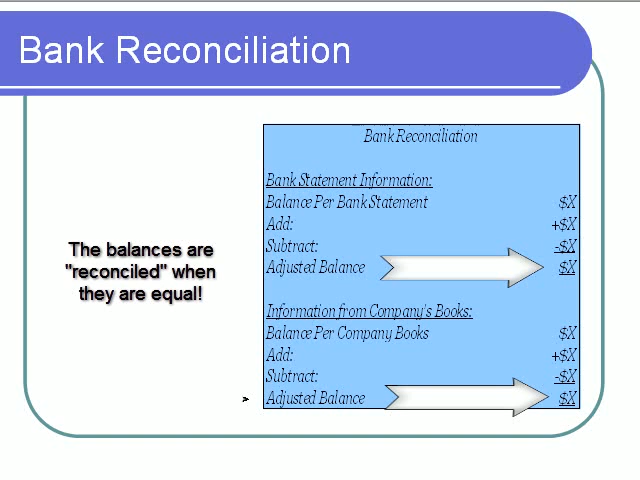 Bank Reconciliation
The balances are
"reconciled" when
they are equal!
Bank Reconciliation
Bank Statement Information:
Balance Per Bank Statement $X
Add: +$X
Subtract: -$X
Adjusted Balance $X
Information from Company's Books:
Balance Per Company Books $X
Add: +$X
Subtract: -$X
Adjusted Balance $X